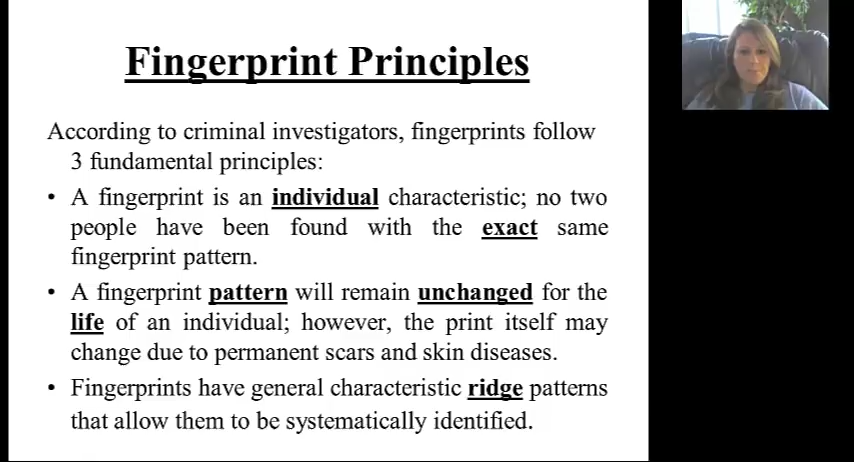 Fingerprint Principles
According to criminal investigators, fingerprints follow
3 fundamental principles:
• A fingerprint is an individual characteristic; no two
people have been found with the exact same
fingerprint pattern.
• A fingerprint pattern will remain unchanged for the
life of an individual; however, the print itself may
change due to permanent scars and skin diseases.
• Fingerprints have general characteristic ridge patterns
that allow them to be systematically identified.